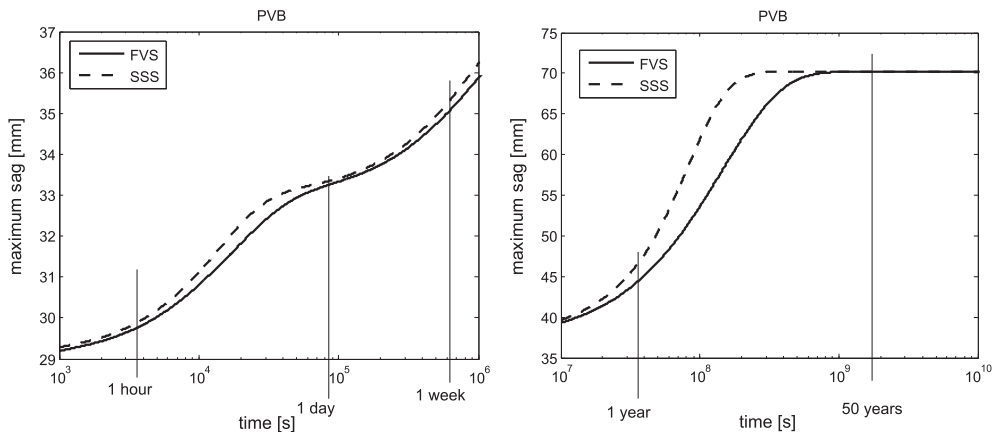 PVB
FVS
SSS
maximum sag [mm]
37
36
35
34
33
32
31
30
29
10^3
10^4
10^5
10^6
1 hour
1 day
1 week
time [s]
PVB
FVS
SSS
maximum sag [mm]
75
70
65
60
55
50
45
40
35
10^7
10^8
10^9
10^10
1 year
50 years
time [s]